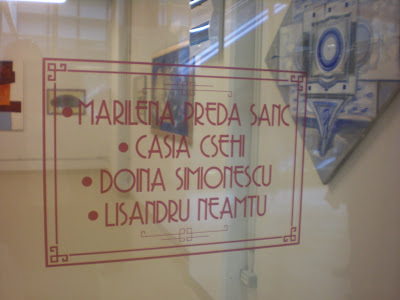 • MARILENA PREDA SANC
• CASIA CSEHI
• DOINA SIMIONESCU
• LISANDRU NEAMTU